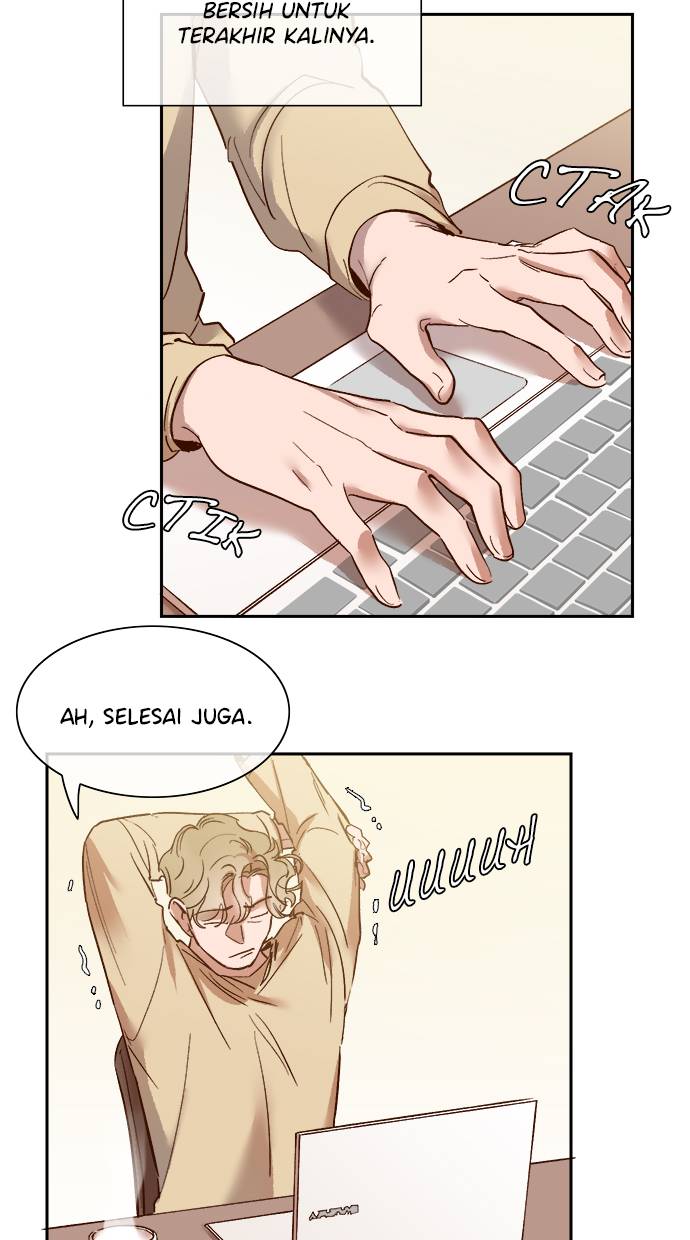 BERSIH UNTUK
TERAKHIR KALINYA.
CTAK
CTIK
AH, SELESAI JUGA.
UUUUH